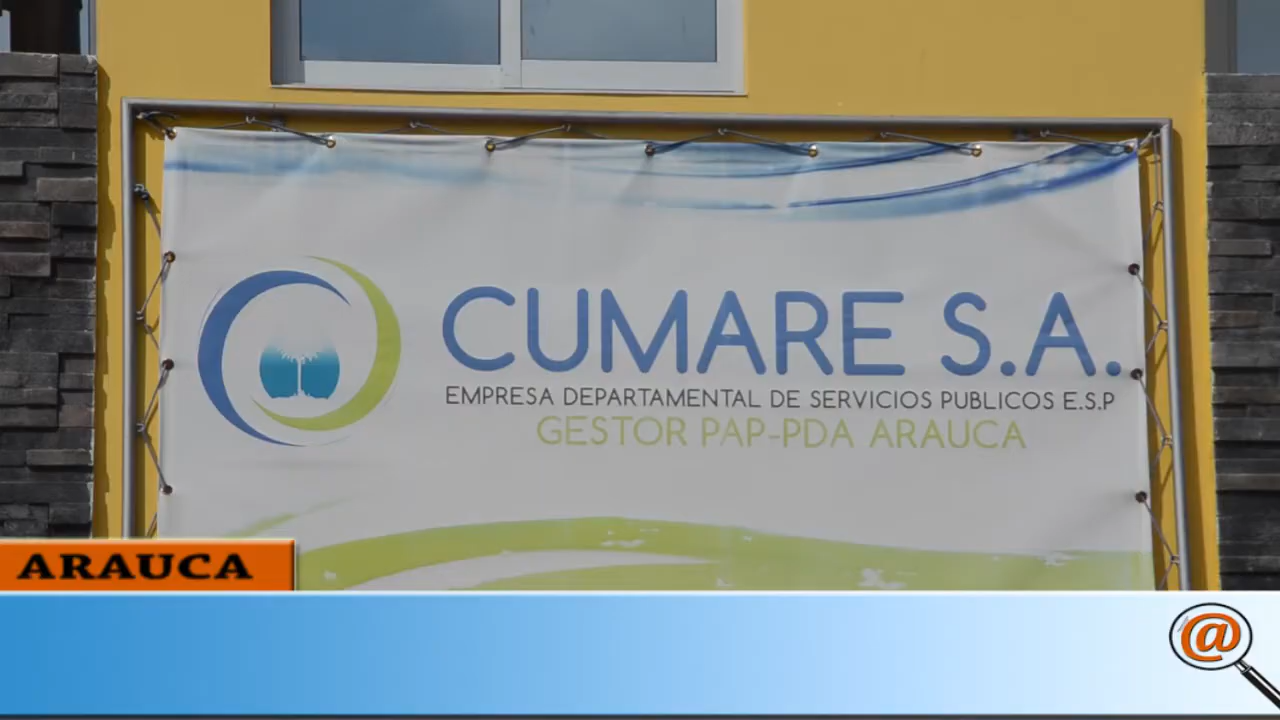 CUMARE S.A.
EMPRESA DEPARTAMENTAL DE SERVICIOS PUBLICOS E.S.P
GESTOR PAP-PDA ARAUCA
ARAUCA
@